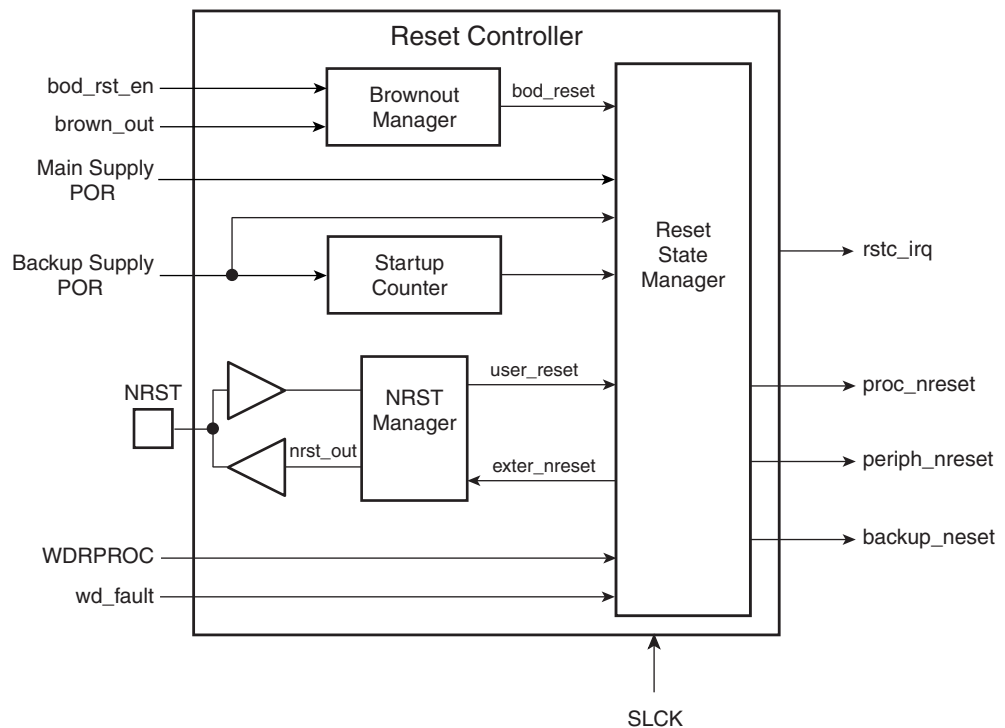 Reset Controller
bod_rst_en
brown_out
Brownout
Manager
bod_reset
Main Supply
POR
Backup Supply
POR
Startup
Counter
Reset
State
Manager
rstc_irq
NRST
NRST
Manager
user_reset
nrst_out
exter_nreset
proc_nreset
periph_nreset
backup_neset
WDRPROC
wd_fault
SLCK